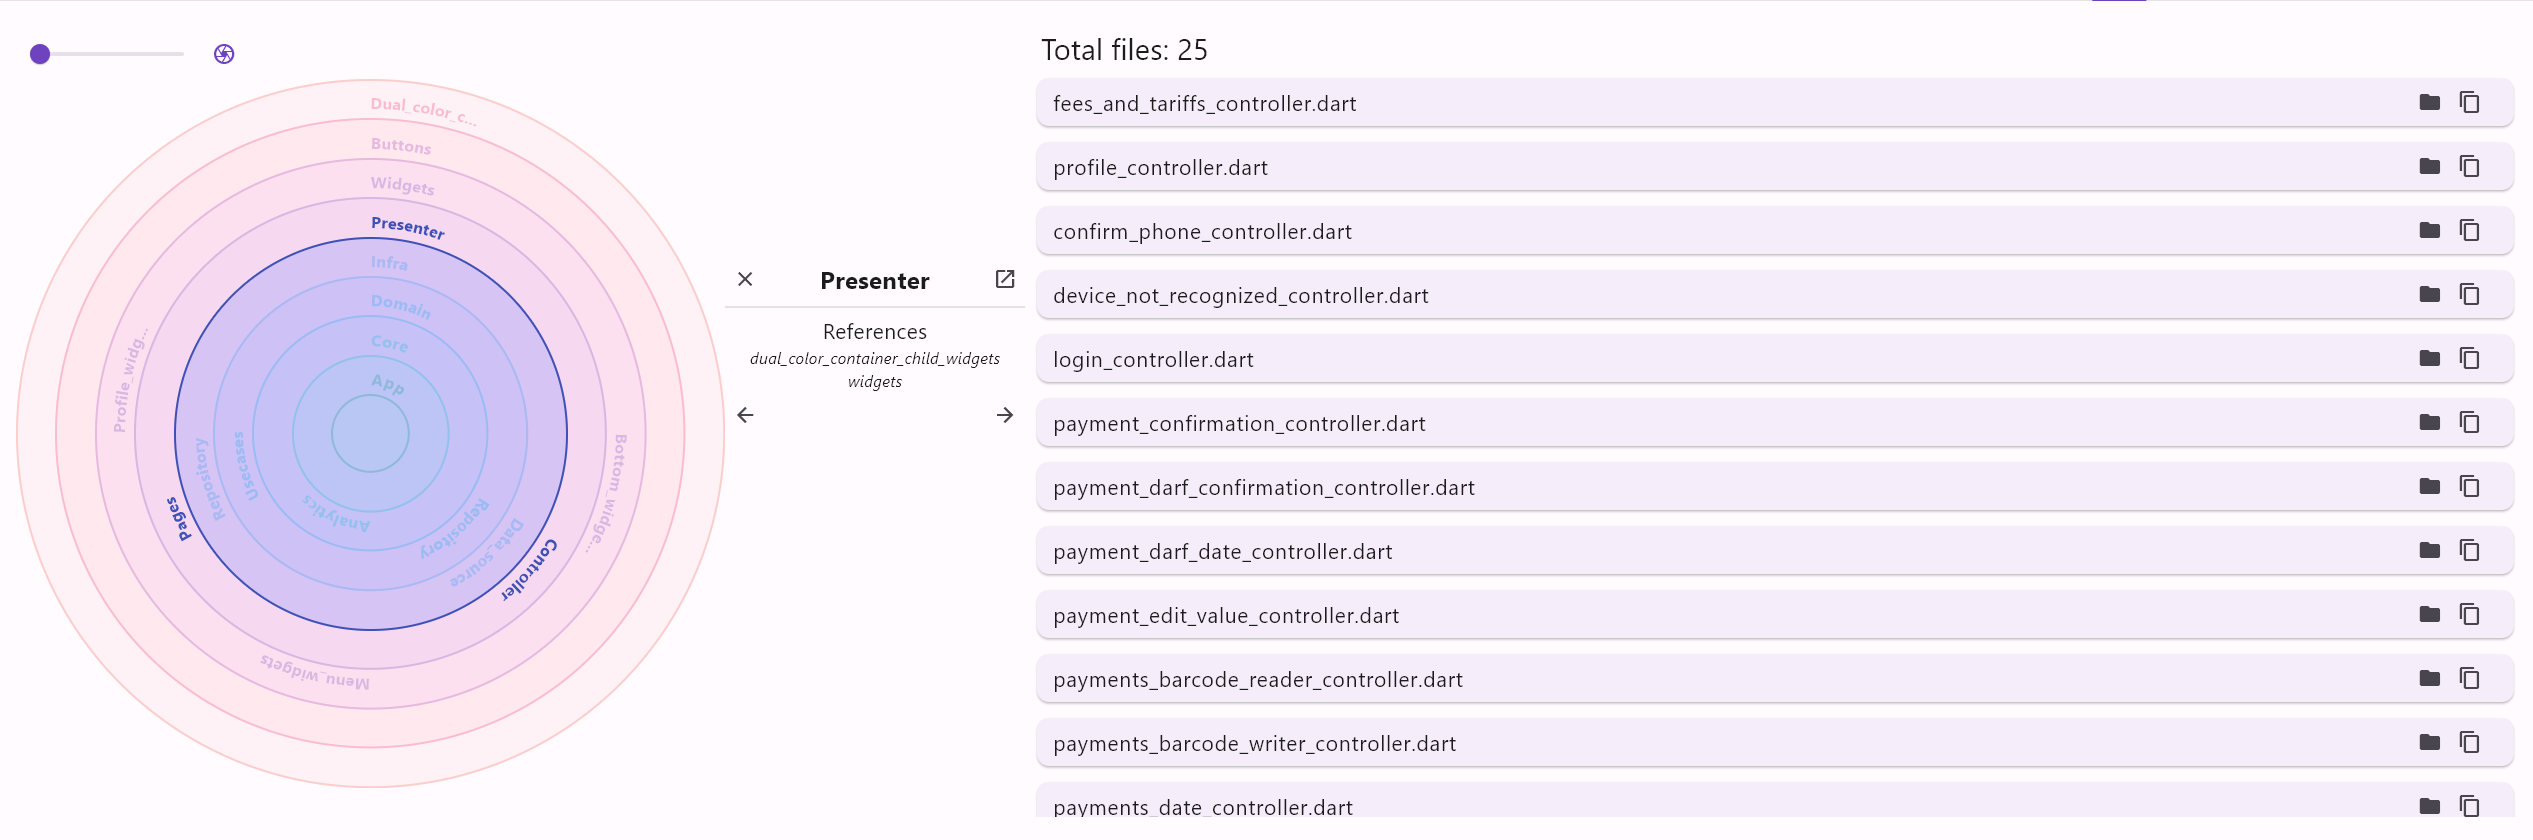 Dual_color_c...
Buttons
Widgets
Presenter
Infra
Domain
Core
App
Profile_widg...
Repository
Usecases
Pages
Analytics
Repository
Data_source
Controller
Bottom_widge...
Menu_widgets
Presenter
References
dual_color_container_child_widgets
widgets
Total files: 25
fees_and_tariffs_controller.dart
profile_controller.dart
confirm_phone_controller.dart
device_not_recognized_controller.dart
login_controller.dart
payment_confirmation_controller.dart
payment_darf_confirmation_controller.dart
payment_darf_date_controller.dart
payment_edit_value_controller.dart
payments_barcode_reader_controller.dart
payments_barcode_writer_controller.dart
payments_date_controller.dart